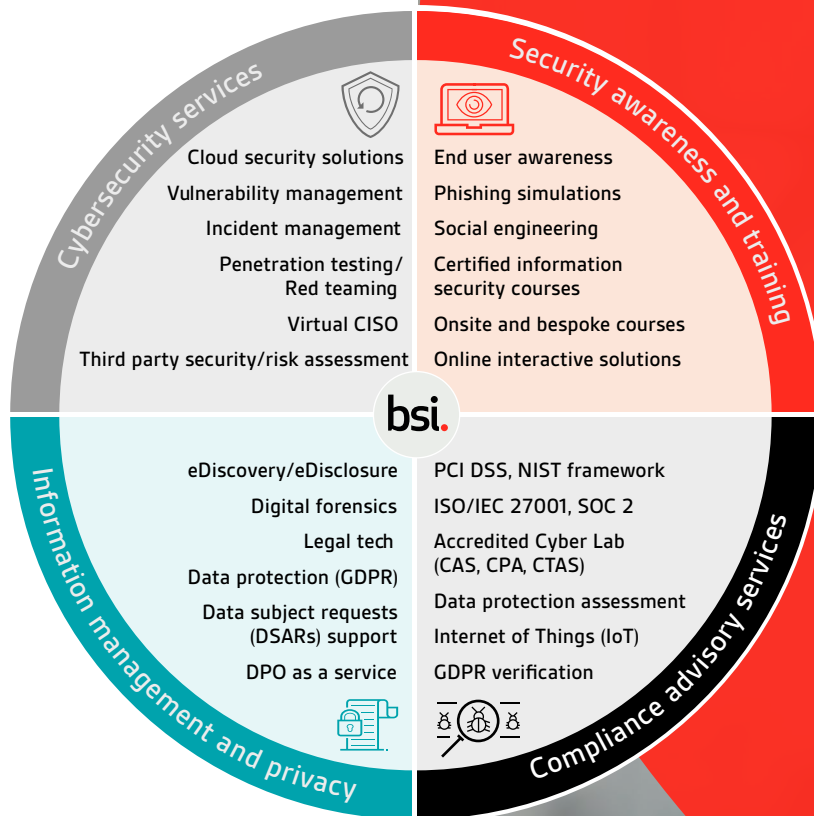 Cybersecurity services
Cloud security solutions
Vulnerability management
Incident management
Penetration testing/
Red teaming
Virtual CISO
Third party security/risk assessment
Security awareness and training
End user awareness
Phishing simulations
Social engineering
Certified information
security courses
Onsite and bespoke courses
Online interactive solutions
bsi.
Information management and privacy
eDiscovery/eDisclosure
Digital forensics
Legal tech
Data protection (GDPR)
Data subject requests
(DSARs) support
DPO as a service
Compliance advisory services
PCI DSS, NIST framework
ISO/IEC 27001, SOC 2
Accredited Cyber Lab
(CAS, CPA, CTAS)
Data protection assessment
Internet of Things (IoT)
GDPR verification